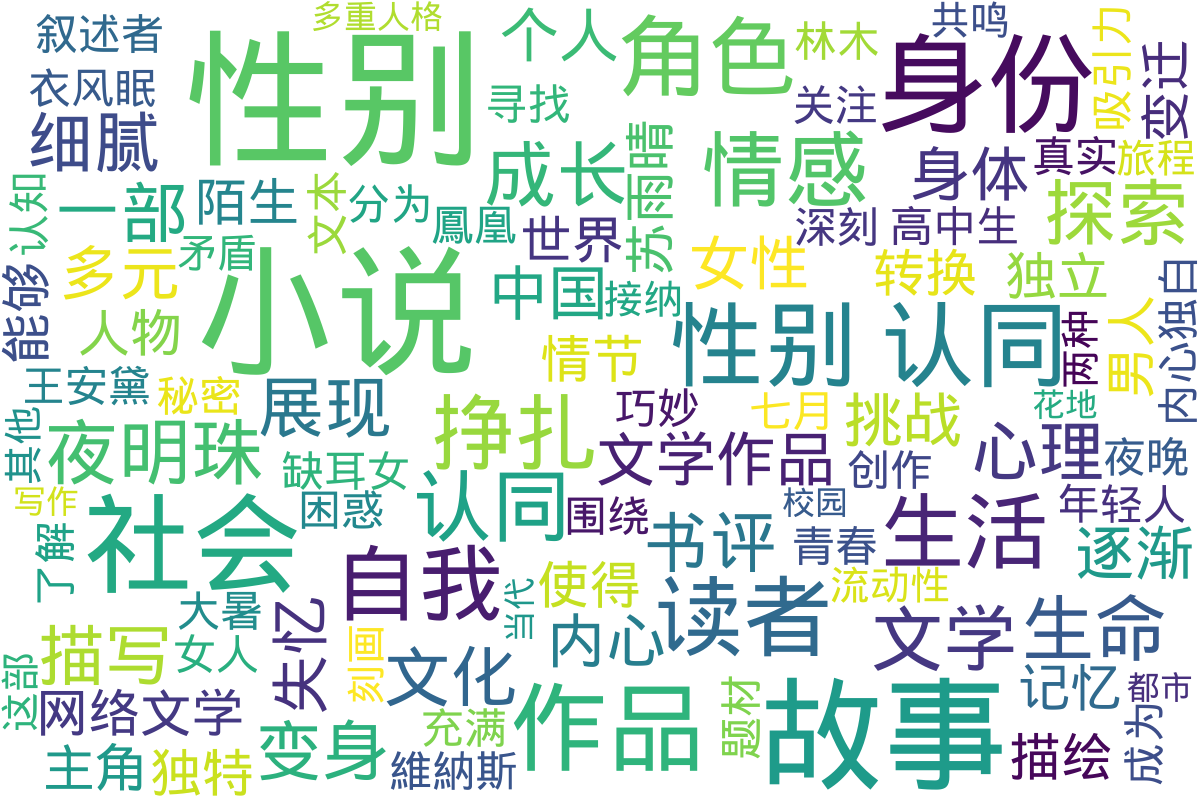 叙述者
多重人格
个人
角色
林木
共鸣
身份
吸引力
变迁
性别
衣风眠
细腻
寻找
关注
成长
苏雨晴
情感
身体
真实
旅程
认知
一部
陌生
文本
分为
鳳凰
世界
深刻
高中生
探索
能够
多元
矛盾
小说
中国
接纳
女性
转换
独立
内心独白
人物
情节
性别 认同
两种
男人
王安黛
秘密
展现
挣扎
巧妙
七月
挑战
花地
其他
夜明珠
缺耳女
文学作品
创作
心理
夜晚
写作
社会
困惑
认同
围绕
书评
校园
青春
生活
年轻人
了解
自我
使得
读者
流动性
逐渐
大暑
当代
描写
女人
失忆
刻画
文化
内心
文学
生命
这部
网络文学
作品
题材
故事
记忆
都市
主角
独特
变身
充满
維納斯
描绘
成为